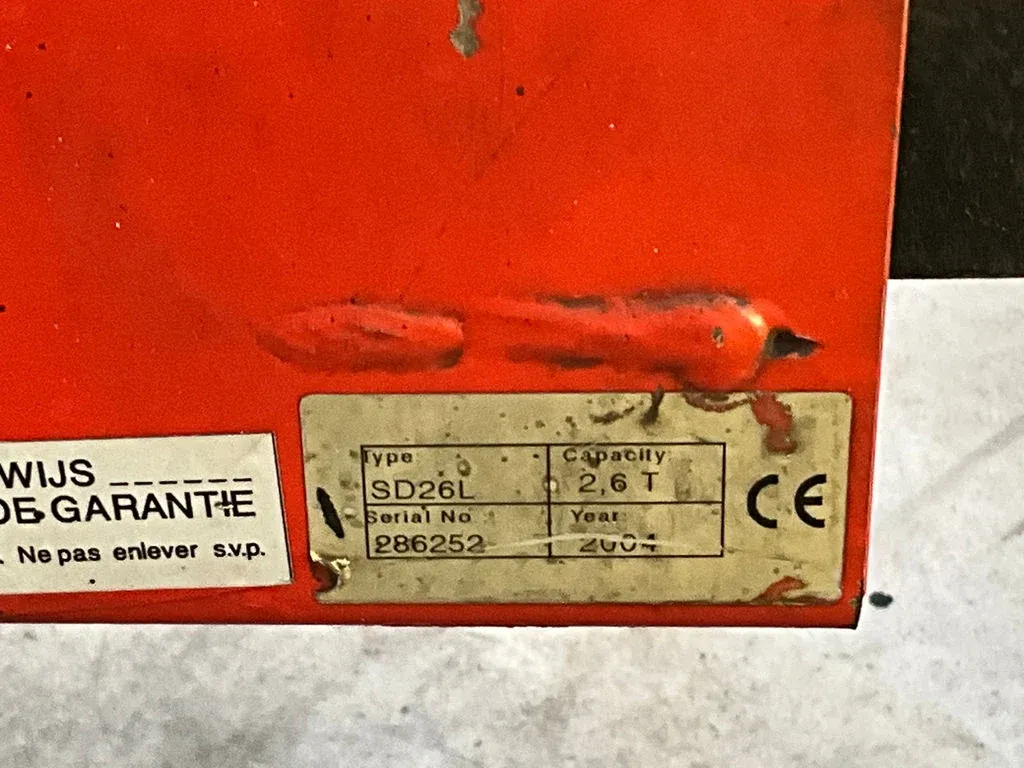 WIJS ______
DE GARANTIE
. Ne pas enlever s.v.p.
Type
SD26L
Capacity
2,6 T
Serial No
286252
Year
2004
CE